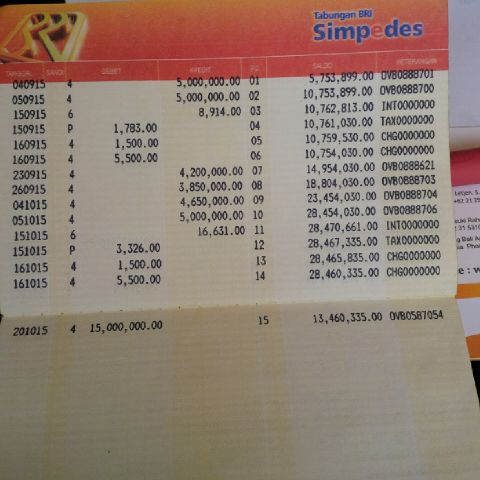 Tabungan BRI
Simpedes
TANGGAL SANDI DEBET KREDIT PG SALDO KETERANGAN
040915 4 5,000,000.00 01 5,753,899.00 OVB0888701
050915 4 5,000,000.00 02 10,753,899.00 OVB0888700
150915 6 8,914.00 03 10,762,813.00 INT0000000
150915 P 1,783.00 04 10,761,030.00 TAX0000000
160915 4 1,500.00 05 10,759,530.00 CHG0000000
160915 4 5,500.00 06 10,754,030.00 CHG0000000
230915 4 4,200,000.00 07 14,954,030.00 OVB0888621
260915 4 3,850,000.00 08 18,804,030.00 OVB0888703
041015 4 4,650,000.00 09 23,454,030.00 OVB0888704
051015 4 5,000,000.00 10 28,454,030.00 OVB0888706
151015 6 16,631.00 11 28,470,661.00 INT0000000
151015 P 3,326.00 12 28,467,335.00 TAX0000000
161015 4 1,500.00 13 28,465,835.00 CHG0000000
161015 4 5,500.00 14 28,460,335.00 CHG0000000
201015 4 15,000,000.00 15 13,460,335.00 OVB0587054
Letjen. S.
+62 21 29
31 5310
Bali
Phon
e : w